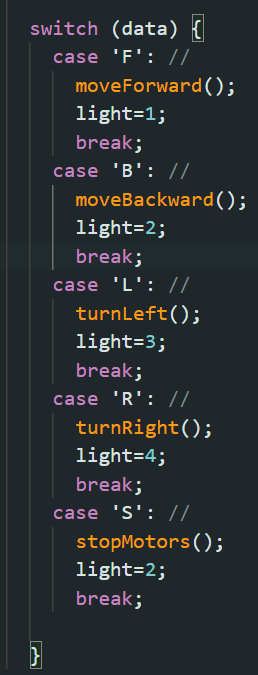 switch (data) {
case 'F': //
moveForward();
light=1;
break;
case 'B': //
moveBackward();
light=2;
break;
case 'L': //
turnLeft();
light=3;
break;
case 'R': //
turnRight();
light=4;
break;
case 'S': //
stopMotors();
light=2;
break;
}